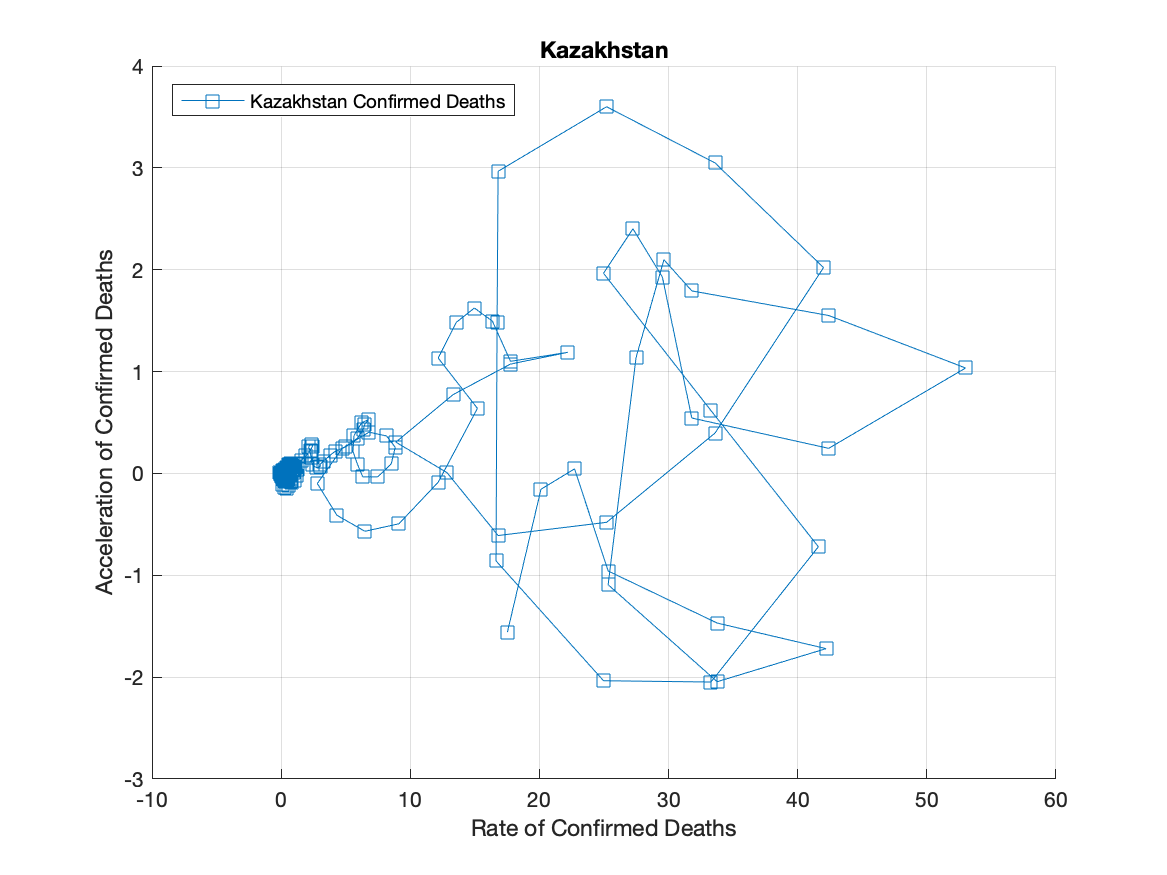 Kazakhstan
Kazakhstan Confirmed Deaths
4
3
2
1
0
-1
-2
-3
-10 0 10 20 30 40 50 60
Rate of Confirmed Deaths
Acceleration of Confirmed Deaths